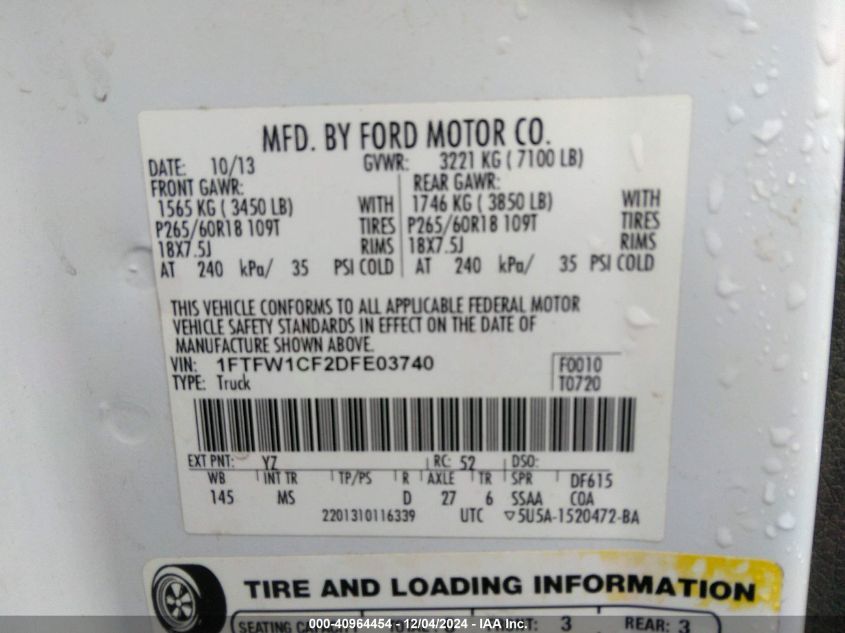 MFD. BY FORD MOTOR CO.
DATE: 10/13 GVWR: 3221 KG ( 7100 LB)
FRONT GAWR: REAR GAWR:
1565 KG ( 3450 LB) WITH 1746 KG ( 3850 LB) WITH
P265/60R18 109T TIRES P265/60R18 109T TIRES
18X7.5J RIMS 18X7.5J RIMS
AT 240 kPa/ 35 PSI COLD AT 240 kPa/ 35 PSI COLD
THIS VEHICLE CONFORMS TO ALL APPLICABLE FEDERAL MOTOR
VEHICLE SAFETY STANDARDS IN EFFECT ON THE DATE OF
MANUFACTURE SHOWN ABOVE.
VIN: 1FTFW1CF2DFE03740 F0010
TYPE: Truck T0720
EXT PNT: YZ RC: 52 DSO:
WB INT TR TP/PS R AXLE TR SPR DF615
145 MS D 27 6 SSAA COA
2201310116339 UTC ▽5U5A-1520472-BA
TIRE AND LOADING INFORMATION
SEATING CAPACITY TOTAL: 3 REAR: 3
000-40964454 - 12/04/2024 - IAA Inc.